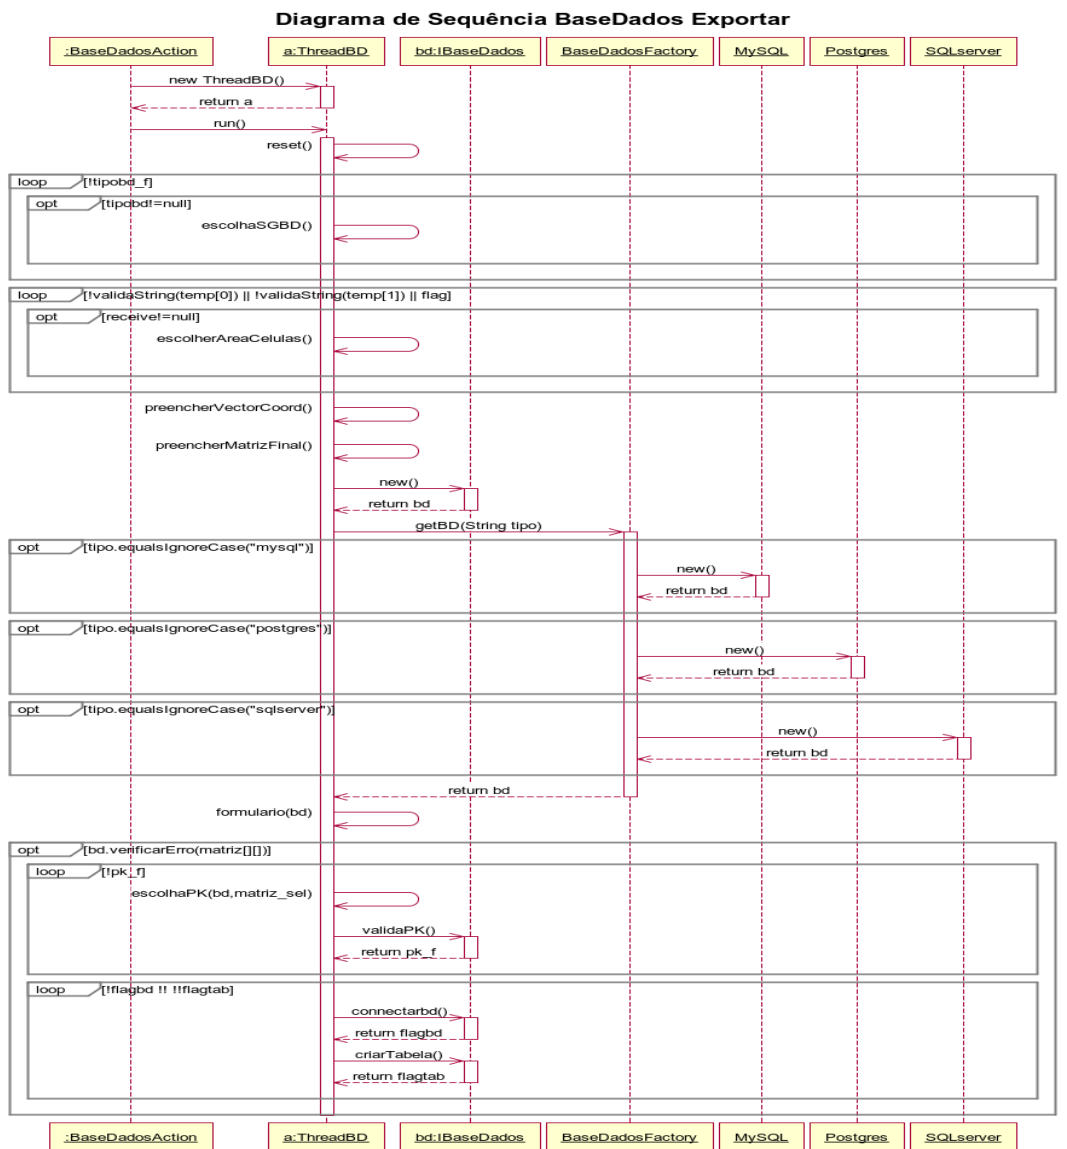 Diagrama de Sequência BaseDados Exportar
:BaseDadosAction
a:ThreadBD
bd:IBaseDados
BaseDadosFactory
MySQL
Postgres
SQLserver
new ThreadBD()
return a
run()
reset()
loop
[!tipobd_f]
opt
[tipobd!=null]
escolhaSGBD()
loop
[!validaString(temp[0]) || !validaString(temp[1]) || flag]
opt
[receive!=null]
escolherAreaCelulas()
preencherVectorCoord()
preencherMatrizFinal()
new()
return bd
getBD(String tipo)
opt
[tipo.equalsIgnoreCase("mysql")]
new()
return bd
opt
[tipo.equalsIgnoreCase("postgres")]
new()
return bd
opt
[tipo.equalsIgnoreCase("sqlserver")]
new()
return bd
return bd
formulario(bd)
opt
[bd.verificarErro(matriz[][])]
loop
[!pk_f]
escolhaPK(bd,matriz_sel)
validaPK()
return pk_f
loop
[!flagbd !! !!flagtab]
connectarbd()
return flagbd
criarTabela()
return flagtab
:BaseDadosAction
a:ThreadBD
bd:IBaseDados
BaseDadosFactory
MySQL
Postgres
SQLserver